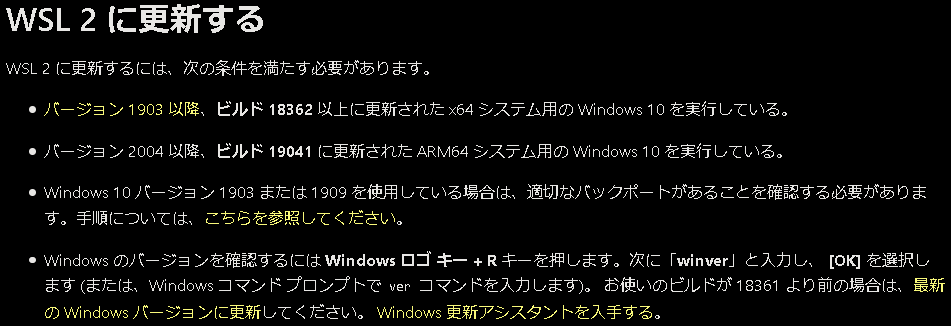 WSL 2 に更新する
WSL 2 に更新するには、次の条件を満たす必要があります。
バージョン 1903 以降、ビルド 18362 以上に更新された x64 システム用の Windows 10 を実行している。
バージョン 2004 以降、ビルド 19041 に更新された ARM64 システム用の Windows 10 を実行している。
Windows 10 バージョン 1903 または 1909 を使用している場合は、適切なバックポートがあることを確認する必要がありま
す。手順については、こちらを参照してください。
Windows のバージョンを確認するには Windows ロゴ キー + R キーを押します。次に「winver」と入力し、 [OK] を選択し
ます (または、Windows コマンド プロンプトで ver コマンドを入力します)。 お使いのビルドが 18361 より前の場合は、最新
の Windows バージョンに更新してください。 Windows 更新アシスタントを入手する。